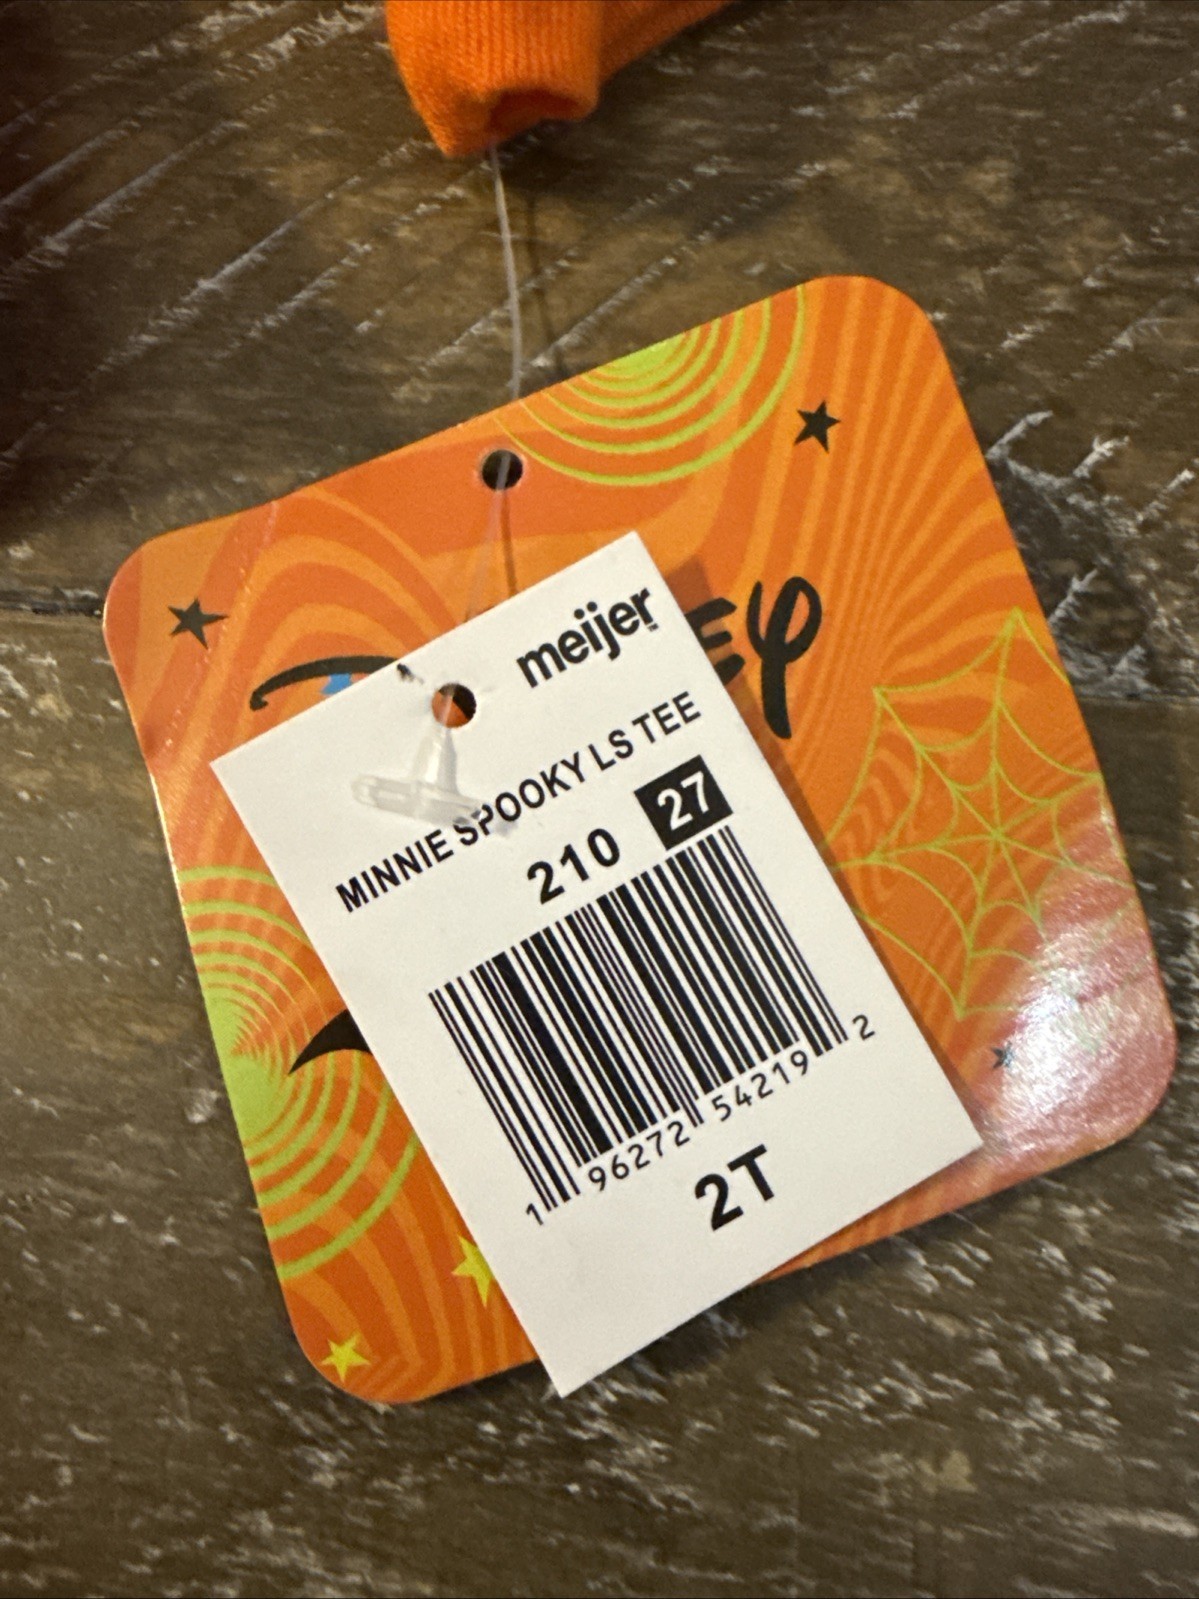 meijer
MINNIE SPOOKY LS TEE
210 27
1 96272 54219 2
2T